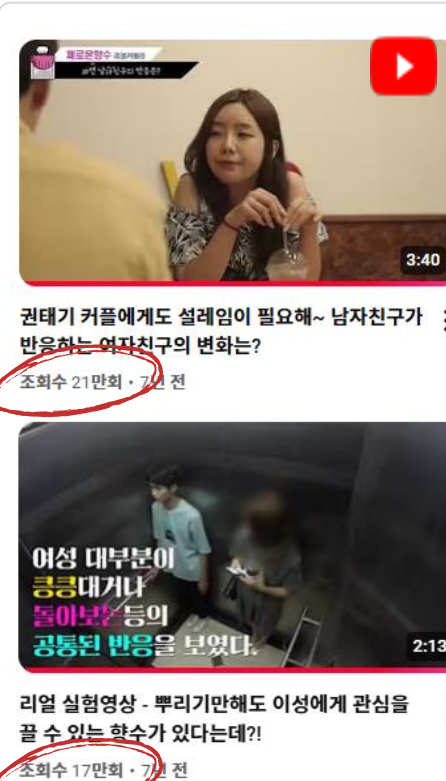 페로몬향수 리얼카메라
3:40
권태기 커플에게도 설레임이 필요해~ 남자친구가
반응하는 여자친구의 변화는?
조회수 21만회 • 7년 전
여성 대부분이
킁킁대거나
돌아보는등의
공통된 반응을 보였다.
2:13
리얼 실험영상 - 뿌리기만해도 이성에게 관심을
끌 수 있는 향수가 있다는데?!
조회수 17만회 • 7년 전